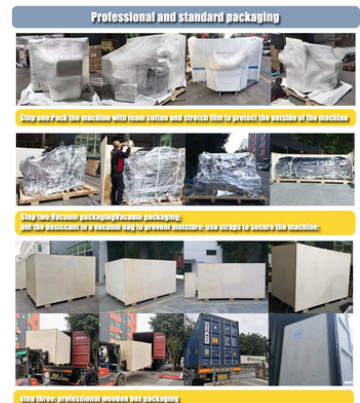 Professional and standard packaging
Step one:Pack the machine with foam cotton and stretch film to protect the outside of the machine
Step two:Vacuum packagingVacuum packaging;
put the desiccant in a vacuum bag to prevent moisture; pse straps to secure the machine;
step three: professional wooden box packaging